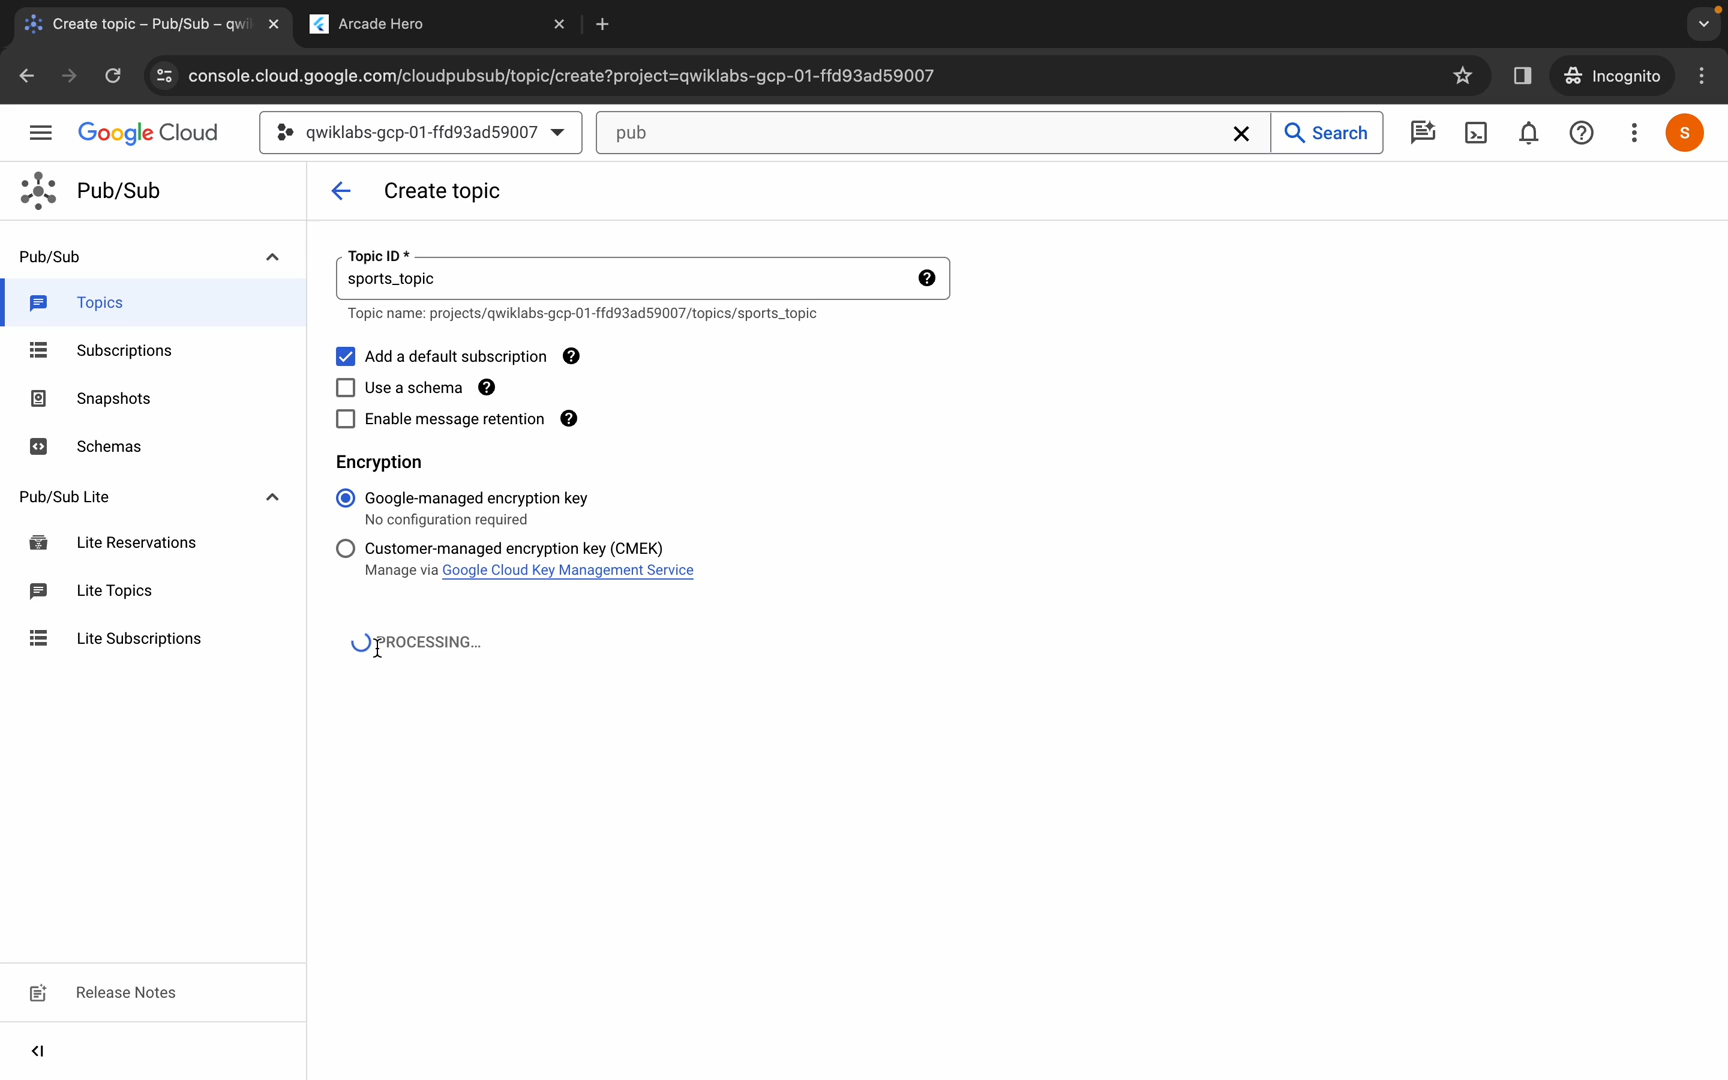 Create topic – Pub/Sub – qwi
Arcade Hero
console.cloud.google.com/cloudpubsub/topic/create?project=qwiklabs-gcp-01-ffd93ad59007
Incognito
Google Cloud
qwiklabs-gcp-01-ffd93ad59007
pub
Search
S
Pub/Sub
Create topic
Pub/Sub
Topics
Subscriptions
Snapshots
Schemas
Pub/Sub Lite
Lite Reservations
Lite Topics
Lite Subscriptions
Release Notes
Topic ID *
sports_topic
Topic name: projects/qwiklabs-gcp-01-ffd93ad59007/topics/sports_topic
Add a default subscription
Use a schema
Enable message retention
Encryption
Google-managed encryption key
No configuration required
Customer-managed encryption key (CMEK)
Manage via Google Cloud Key Management Service
PROCESSING...